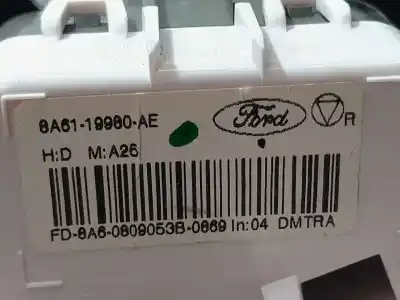 8A61-19980-AE
Ford
R
H:D M:A26
FD-8A6-0809053B-0869 In:04 DMTRA